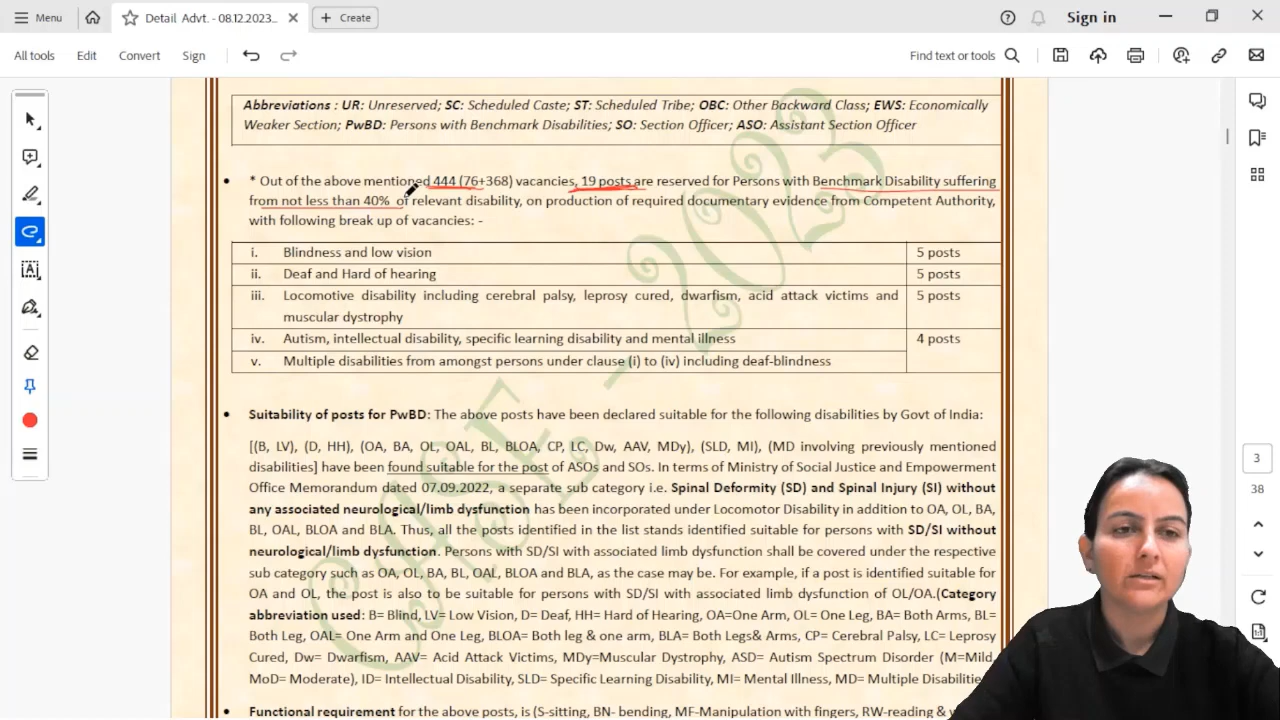 Menu
Detail Advt. - 08.12.2023...
Create
Sign in
All tools Edit Convert Sign
Find text or tools
Abbreviations : UR: Unreserved; SC: Scheduled Caste; ST: Scheduled Tribe; OBC: Other Backward Class; EWS: Economically
Weaker Section; PwBD: Persons with Benchmark Disabilities; SO: Section Officer; ASO: Assistant Section Officer
• * Out of the above mentioned 444 (76+368) vacancies, 19 posts are reserved for Persons with Benchmark Disability suffering
from not less than 40% of relevant disability, on production of required documentary evidence from Competent Authority,
with following break up of vacancies: -
i. Blindness and low vision 5 posts
ii. Deaf and Hard of hearing 5 posts
iii. Locomotive disability including cerebral palsy, leprosy cured, dwarfism, acid attack victims and 5 posts
muscular dystrophy
iv. Autism, intellectual disability, specific learning disability and mental illness 4 posts
v. Multiple disabilities from amongst persons under clause (i) to (iv) including deaf-blindness
• Suitability of posts for PwBD: The above posts have been declared suitable for the following disabilities by Govt of India:
[(B, LV), (D, HH), (OA, BA, OL, OAL, BL, BLOA, CP, LC, Dw, AAV, MDy), (SLD, MI), (MD involving previously mentioned
disabilities] have been found suitable for the post of ASOs and SOs. In terms of Ministry of Social Justice and Empowerment
Office Memorandum dated 07.09.2022, a separate sub category i.e. Spinal Deformity (SD) and Spinal Injury (SI) without
any associated neurological/limb dysfunction has been incorporated under Locomotor Disability in addition to OA, OL, BA,
BL, OAL, BLOA and BLA. Thus, all the posts identified in the list stands identified suitable for persons with SD/SI without
neurological/limb dysfunction. Persons with SD/SI with associated limb dysfunction shall be covered under the respective
sub category such as OA, OL, BA, BL, OAL, BLOA and BLA, as the case may be. For example, if a post is identified suitable for
OA and OL, the post is also to be suitable for persons with SD/SI with associated limb dysfunction of OL/OA.(Category
abbreviation used: B= Blind, LV= Low Vision, D= Deaf, HH= Hard of Hearing, OA=One Arm, OL= One Leg, BA= Both Arms, BL=
Both Leg, OAL= One Arm and One Leg, BLOA= Both leg & one arm, BLA= Both Legs& Arms, CP= Cerebral Palsy, LC= Leprosy
Cured, Dw= Dwarfism, AAV= Acid Attack Victims, MDy=Muscular Dystrophy, ASD= Autism Spectrum Disorder (M=Mild,
MoD= Moderate), ID= Intellectual Disability, SLD= Specific Learning Disability, MI= Mental Illness, MD= Multiple Disabilities
• Functional requirement for the above posts, is (S-sitting, BN- bending, MF-Manipulation with fingers, RW-reading &
CASE - 2023
3
38